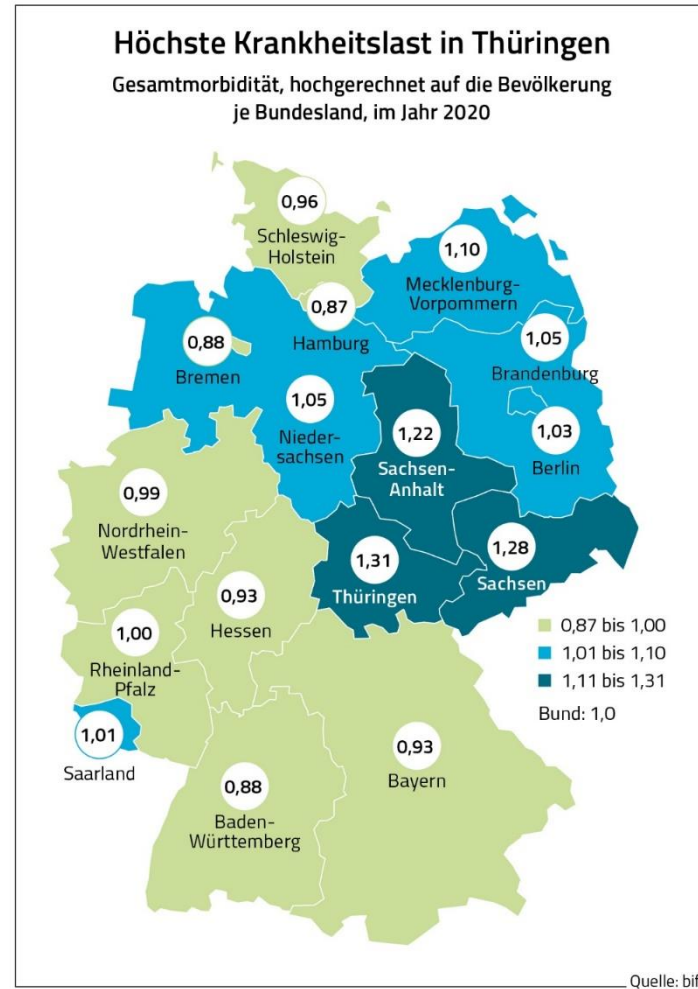 Höchste Krankheitslast in Thüringen
Gesamtmorbidität, hochgerechnet auf die Bevölkerung
je Bundesland, im Jahr 2020
0,96
Schleswig-
Holstein
1,10
Mecklenburg-
Vorpommern
0,87
Hamburg
0,88
Bremen
1,05
Brandenburg
1,05
Nieder-
sachsen
1,22
Sachsen-
Anhalt
1,03
Berlin
0,99
Nordrhein-
Westfalen
0,93
Hessen
1,31
Thüringen
1,28
Sachsen
1,00
Rheinland-
Pfalz
0,87 bis 1,00
1,01 bis 1,10
1,11 bis 1,31
Bund: 1,0
1,01
Saarland
0,88
Baden-
Württemberg
0,93
Bayern
Quelle: bif